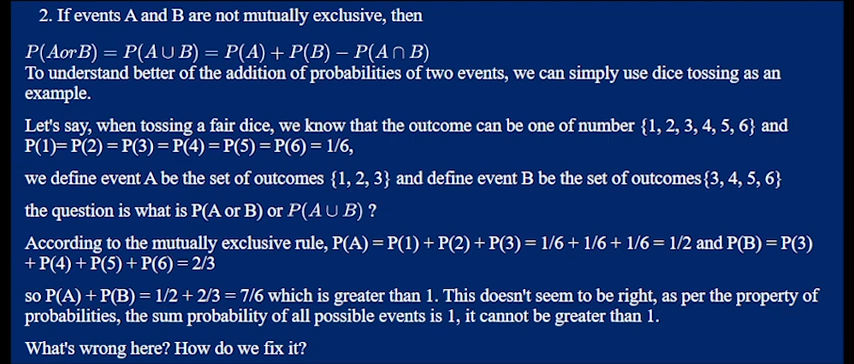 2. If events A and B are not mutually exclusive, then
P(AorB) = P(A ∪ B) = P(A) + P(B) − P(A ∩ B)
To understand better of the addition of probabilities of two events, we can simply use dice tossing as an
example.
Let's say, when tossing a fair dice, we know that the outcome can be one of number {1, 2, 3, 4, 5, 6} and
P(1)= P(2) = P(3) = P(4) = P(5) = P(6) = 1/6,
we define event A be the set of outcomes {1, 2, 3} and define event B be the set of outcomes{3, 4, 5, 6}
the question is what is P(A or B) or P(A ∪ B) ?
According to the mutually exclusive rule, P(A) = P(1) + P(2) + P(3) = 1/6 + 1/6 + 1/6 = 1/2 and P(B) = P(3)
+ P(4) + P(5) + P(6) = 2/3
so P(A) + P(B) = 1/2 + 2/3 = 7/6 which is greater than 1. This doesn't seem to be right, as per the property of
probabilities, the sum probability of all possible events is 1, it cannot be greater than 1.
What's wrong here? How do we fix it?